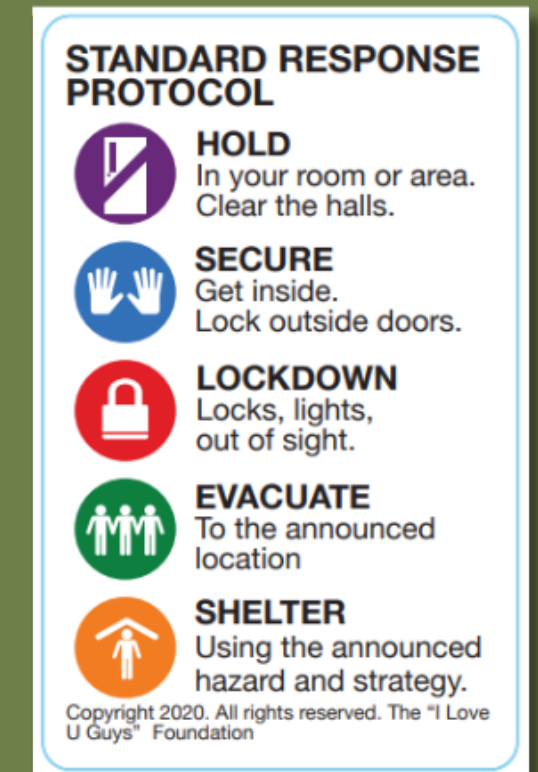 STANDARD RESPONSE
PROTOCOL
HOLD
In your room or area.
Clear the halls.
SECURE
Get inside.
Lock outside doors.
LOCKDOWN
Locks, lights,
out of sight.
EVACUATE
To the announced
location
SHELTER
Using the announced
hazard and strategy.
Copyright 2020. All rights reserved. The “I Love
U Guys” Foundation